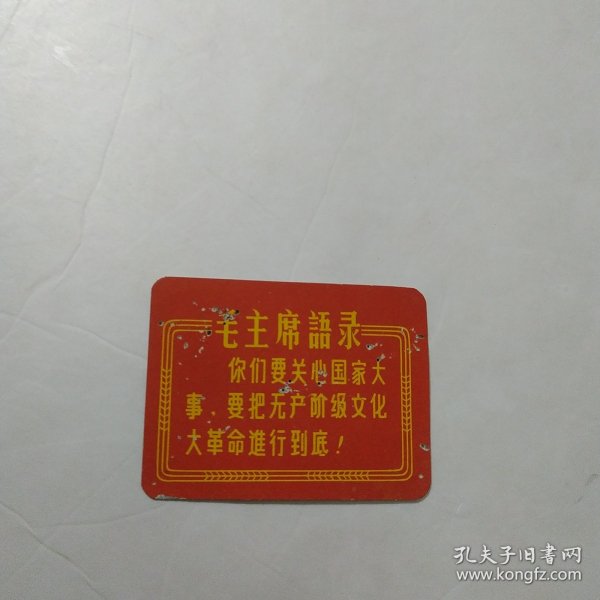 毛主席語录
你们要关心国家大
事，要把无产阶级文化
大革命進行到底！
孔夫子旧书网
www.kongfz.com